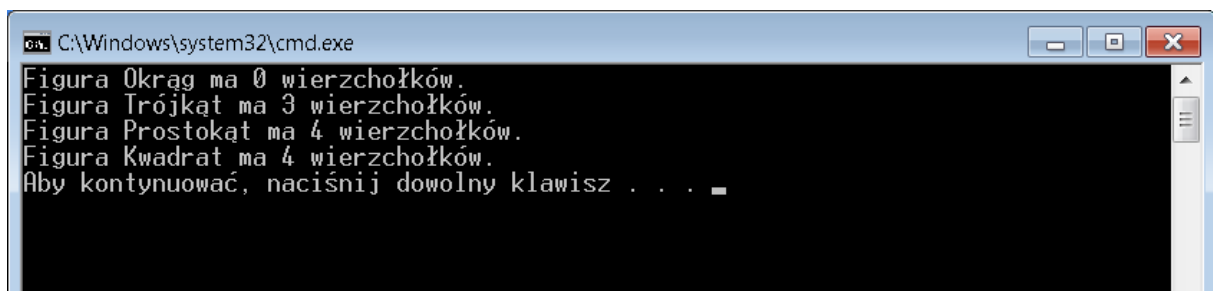 C:\Windows\system32\cmd.exe
Figura Okrąg ma 0 wierzchołków.
Figura Trójkąt ma 3 wierzchołków.
Figura Prostokąt ma 4 wierzchołków.
Figura Kwadrat ma 4 wierzchołków.
Aby kontynuować, naciśnij dowolny klawisz . . .